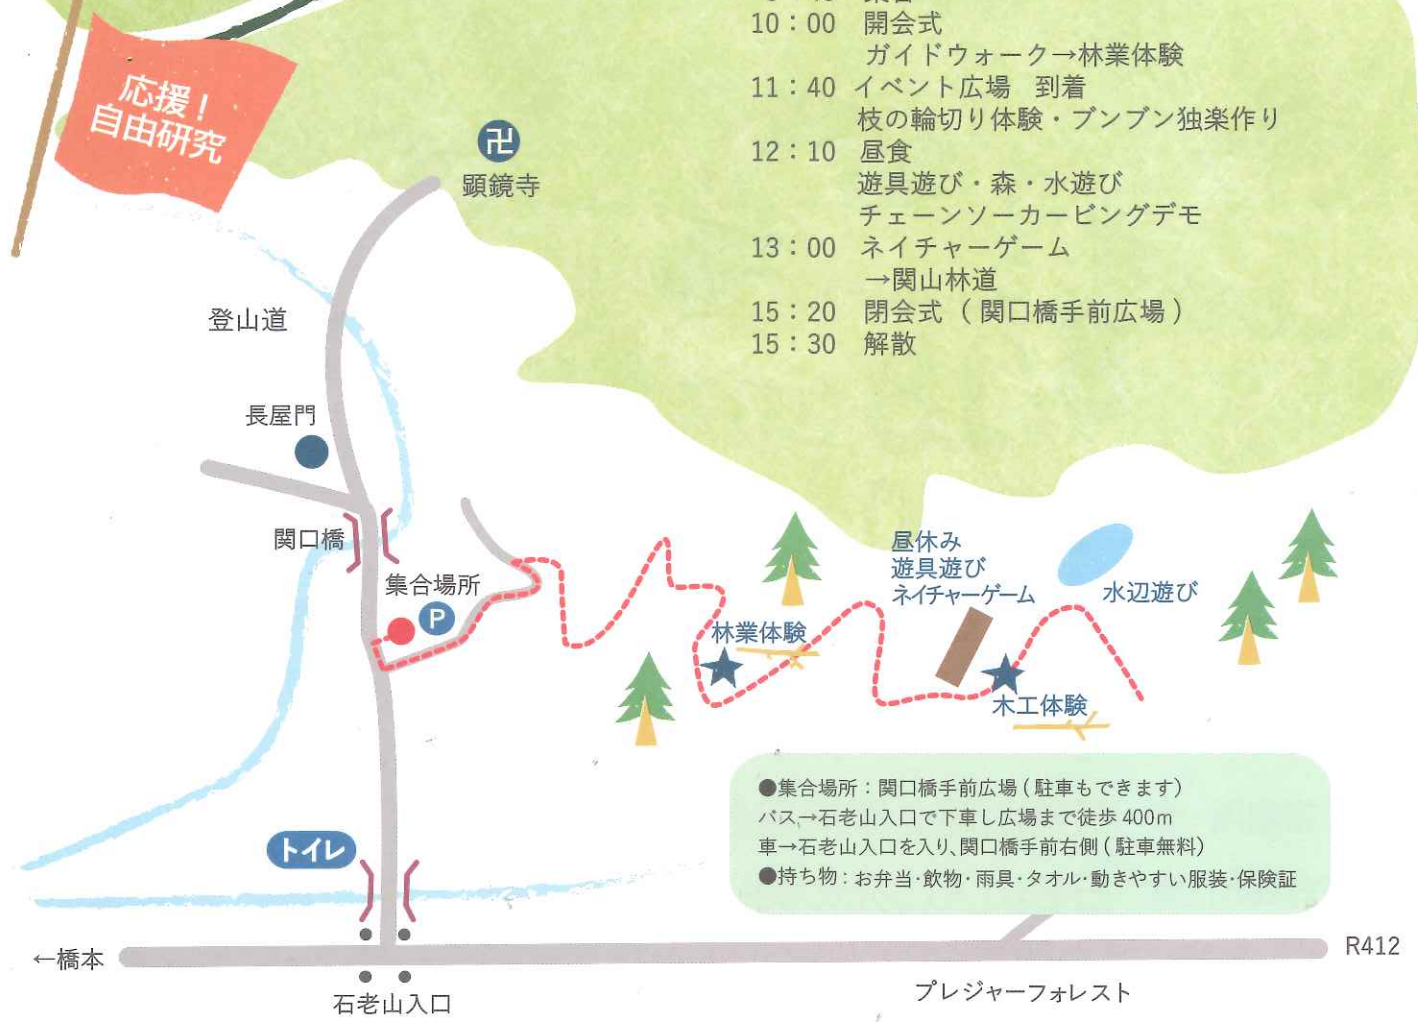 10：00　開会式
ガイドウォーク→林業体験
11：40　イベント広場　到着
枝の輪切り体験・ブンブン独楽作り
12：10　昼食
遊具遊び・森・水遊び
チェーンソーカービングデモ
13：00　ネイチャーゲーム
→関山林道
15：20　閉会式（関口橋手前広場）
15：30　解散
応援！
自由研究
卍
顕鏡寺
登山道
長屋門
関口橋
集合場所
P
昼休み
遊具遊び
ネイチャーゲーム
水辺遊び
林業体験
木工体験
●集合場所：関口橋手前広場（駐車もできます）
バス→石老山入口で下車し広場まで徒歩 400m
車→石老山入口を入り、関口橋手前右側（駐車無料）
●持ち物：お弁当・飲物・雨具・タオル・動きやすい服装・保険証
トイレ
←橋本
R412
石老山入口
プレジャーフォレスト